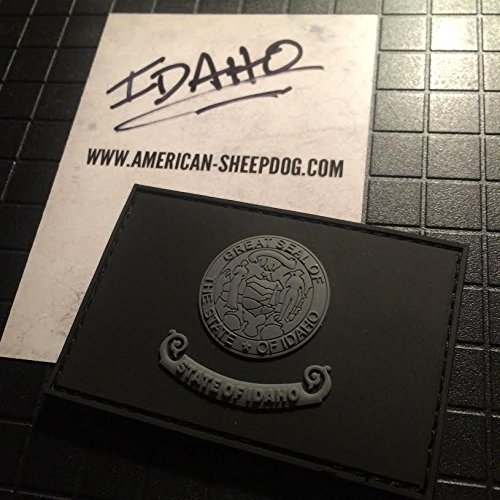 IDAHO
WWW.AMERICAN-SHEEPDOG.COM
GREAT SEAL OF
THE STATE ★ OF IDAHO
STATE OF IDAHO